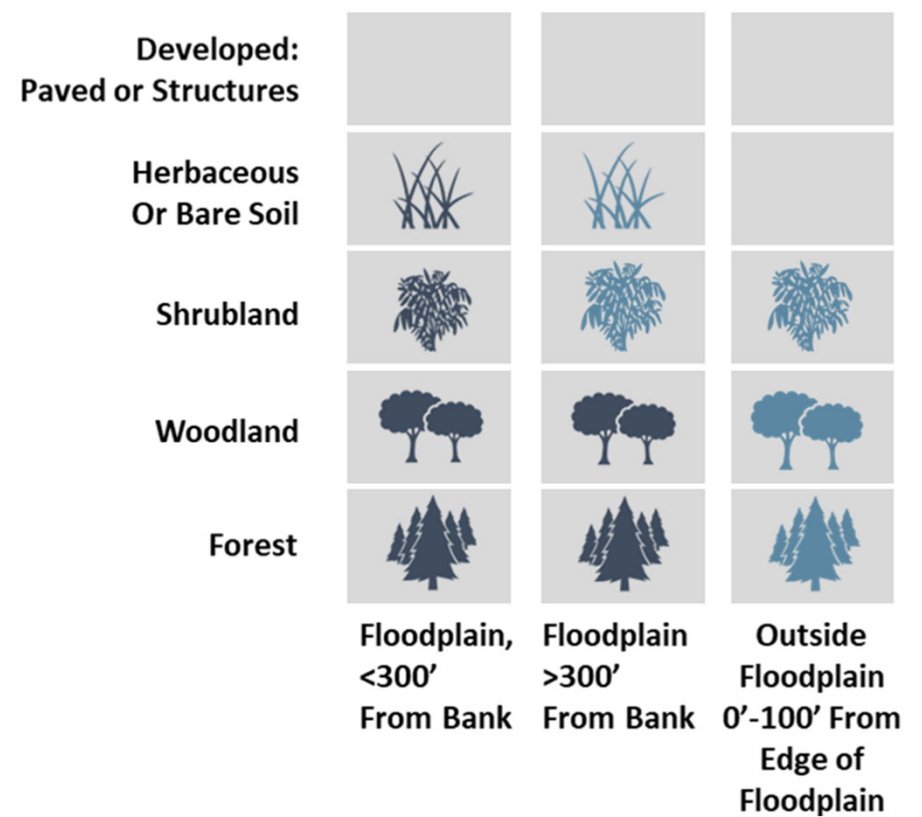 Developed:
Paved or Structures
Herbaceous
Or Bare Soil
Shrubland
Woodland
Forest
Floodplain,
<300’
From Bank
Floodplain
>300’
From Bank
Outside
Floodplain
0’-100’ From
Edge of
Floodplain